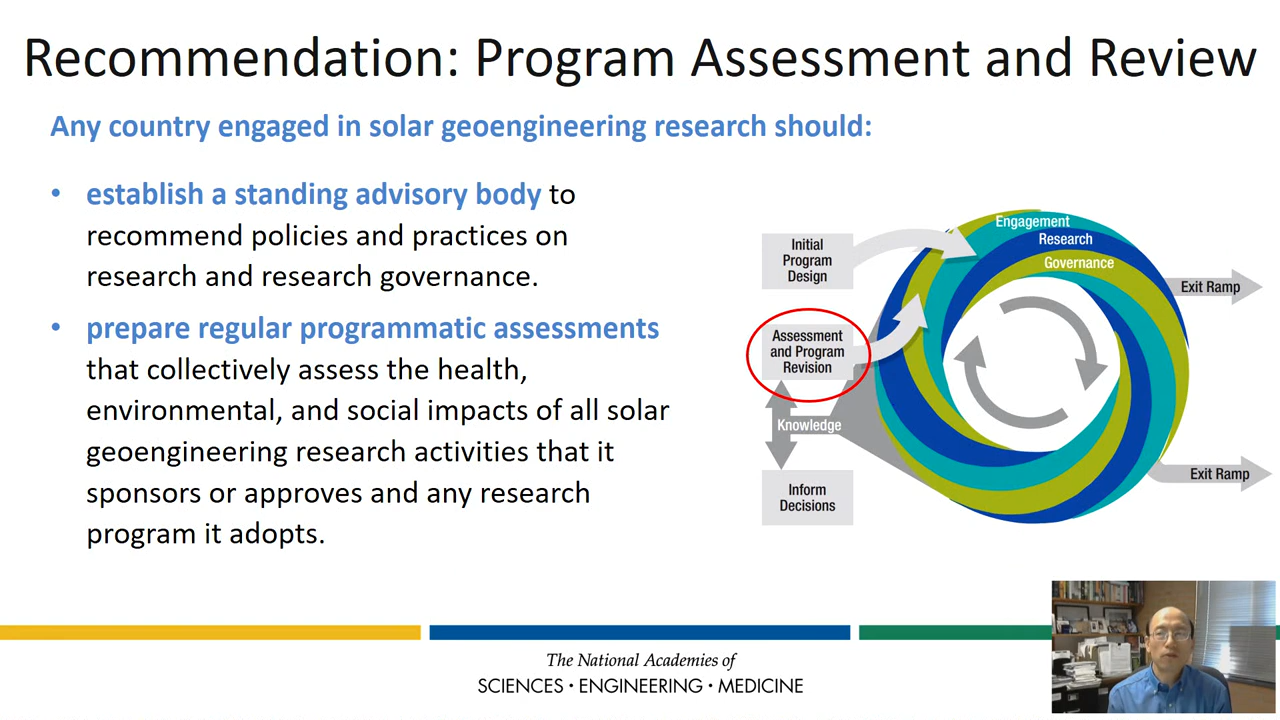 Recommendation: Program Assessment and Review
Any country engaged in solar geoengineering research should:
• establish a standing advisory body to
recommend policies and practices on
research and research governance.
• prepare regular programmatic assessments
that collectively assess the health,
environmental, and social impacts of all solar
geoengineering research activities that it
sponsors or approves and any research
program it adopts.
Initial
Program
Design
Engagement
Research
Governance
Exit Ramp
Assessment
and Program
Revision
Knowledge
Inform
Decisions
Exit Ramp
The National Academies of
SCIENCES • ENGINEERING • MEDICINE